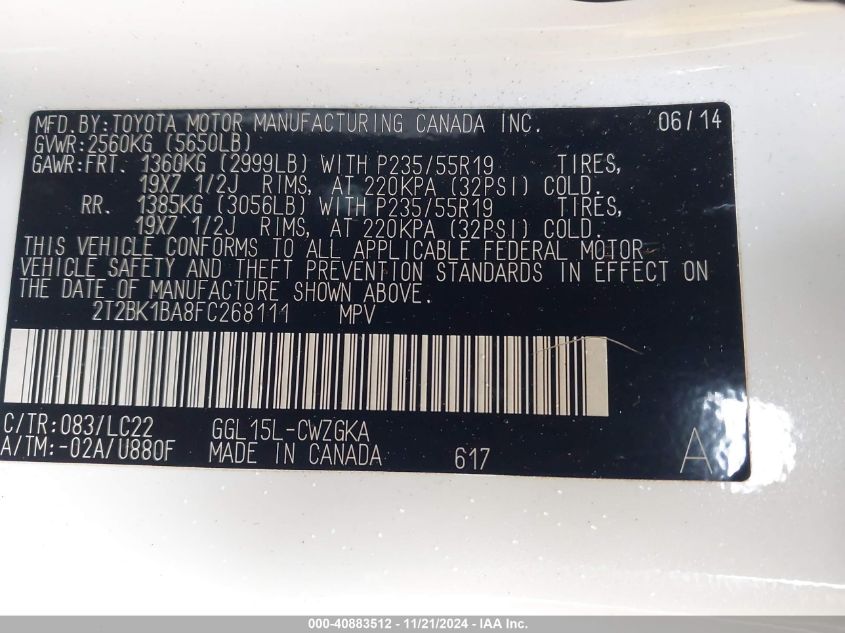 MFD.BY:TOYOTA MOTOR MANUFACTURING CANADA INC. 06/14
GVWR:2560KG (5650LB)
GAWR:FRT. 1360KG (2999LB) WITH P235/55R19 TIRES,
19X7 1/2J RIMS, AT 220KPA (32PSI) COLD.
RR. 1385KG (3056LB) WITH P235/55R19 TIRES,
19X7 1/2J RIMS, AT 220KPA (32PSI) COLD.
THIS VEHICLE CONFORMS TO ALL APPLICABLE FEDERAL MOTOR
VEHICLE SAFETY AND THEFT PREVENTION STANDARDS IN EFFECT ON
THE DATE OF MANUFACTURE SHOWN ABOVE.
2T2BK1BA8FC268111 MPV
C/TR:083/LC22 GGL15L-CWZGKA
A/TM:-02A/U880F MADE IN CANADA 617 A
000-40883512 - 11/21/2024 - IAA Inc.